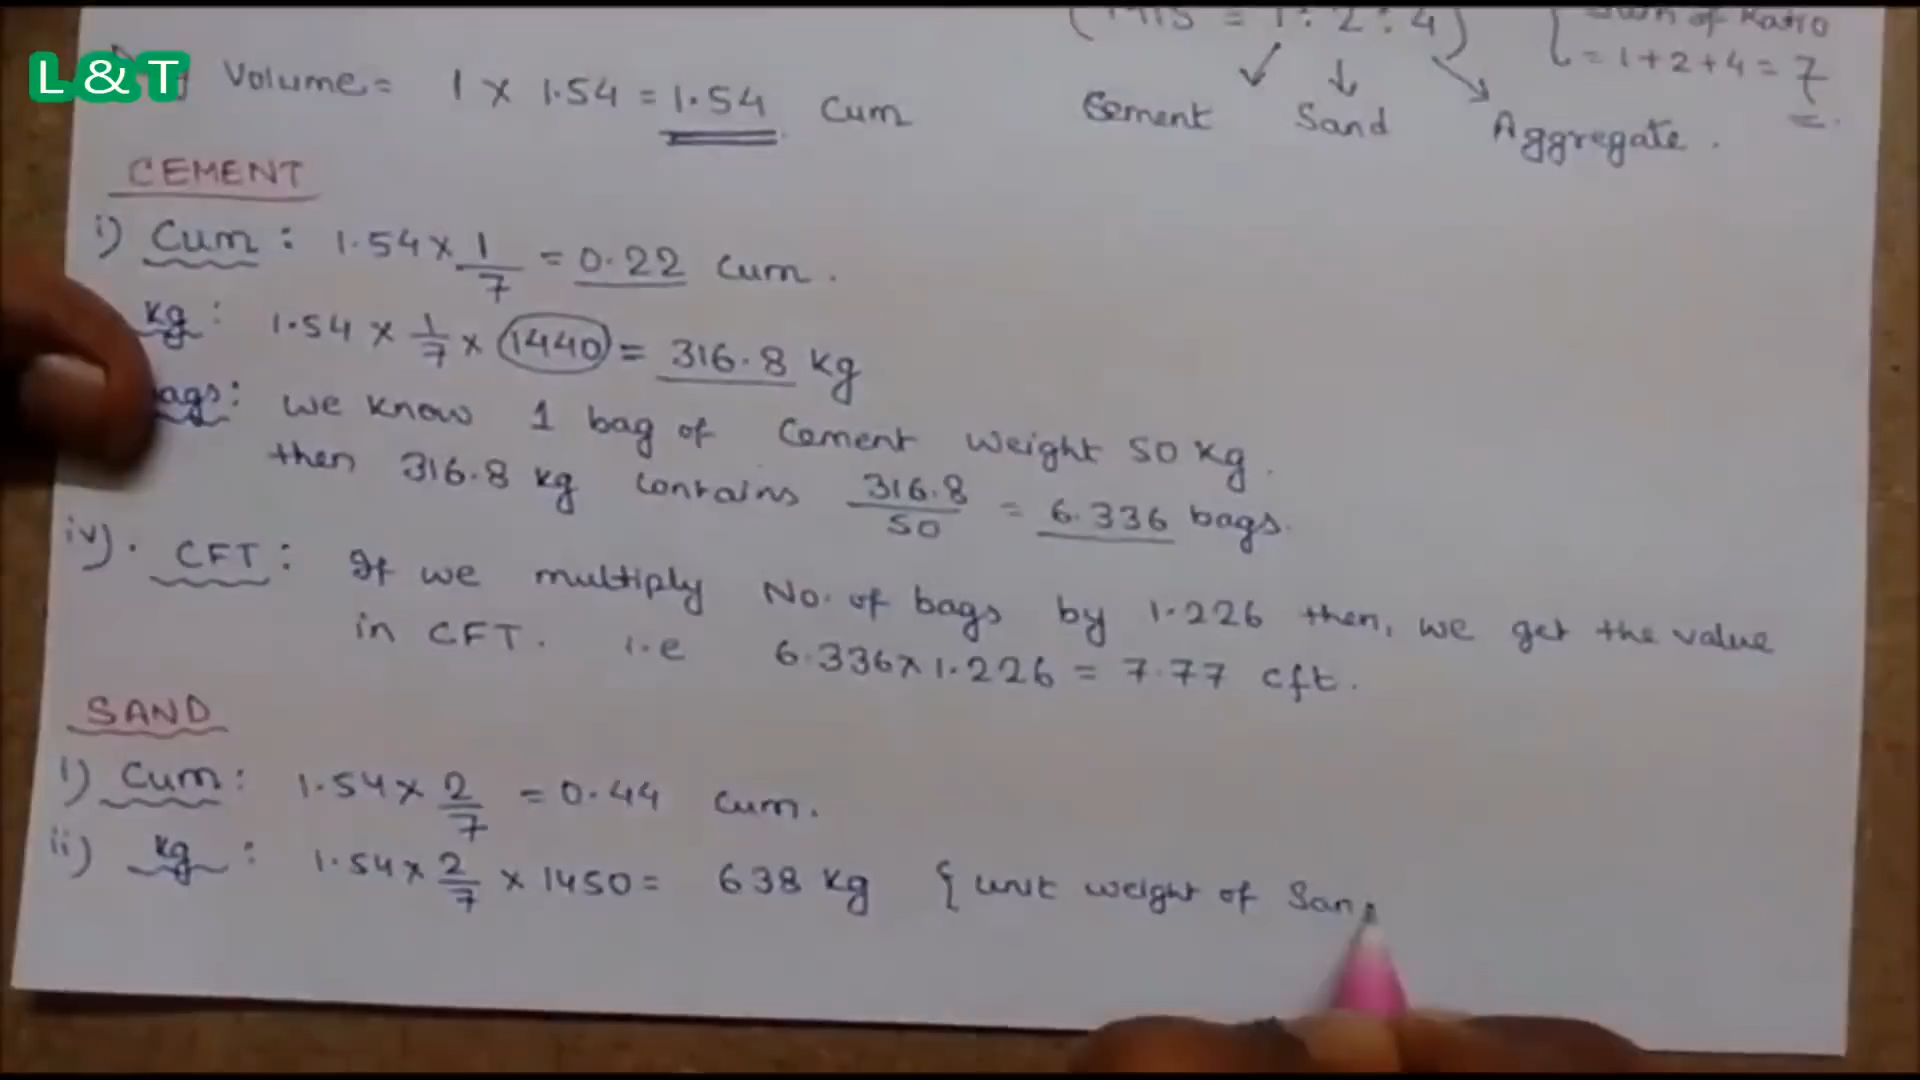 = 1 : 2 : 4)
of Ratio
= 1+2+4 = 7
L & T
Volume = 1 x 1.54 = 1.54 Cum
Cement Sand Aggregate.
CEMENT
i) Cum : 1.54 x 1/7 = 0.22 Cum.
kg : 1.54 x 1/7 x 1440 = 316.8 kg
ags : we know 1 bag of Cement weight 50 kg.
then 316.8 kg contains 316.8/50 = 6.336 bags.
iv). CFT : If we multiply No. of bags by 1.226 then, we get the value
in CFT. i.e 6.336x1.226 = 7.77 cft.
SAND
i) Cum : 1.54 x 2/7 = 0.44 Cum.
ii) kg : 1.54 x 2/7 x 1450 = 638 kg { unit weight of San